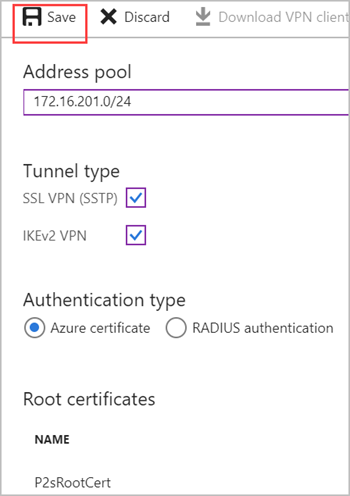 Save Discard Download VPN client
Address pool
172.16.201.0/24
Tunnel type
SSL VPN (SSTP)
IKEv2 VPN
Authentication type
Azure certificate RADIUS authentication
Root certificates
NAME
P2sRootCert